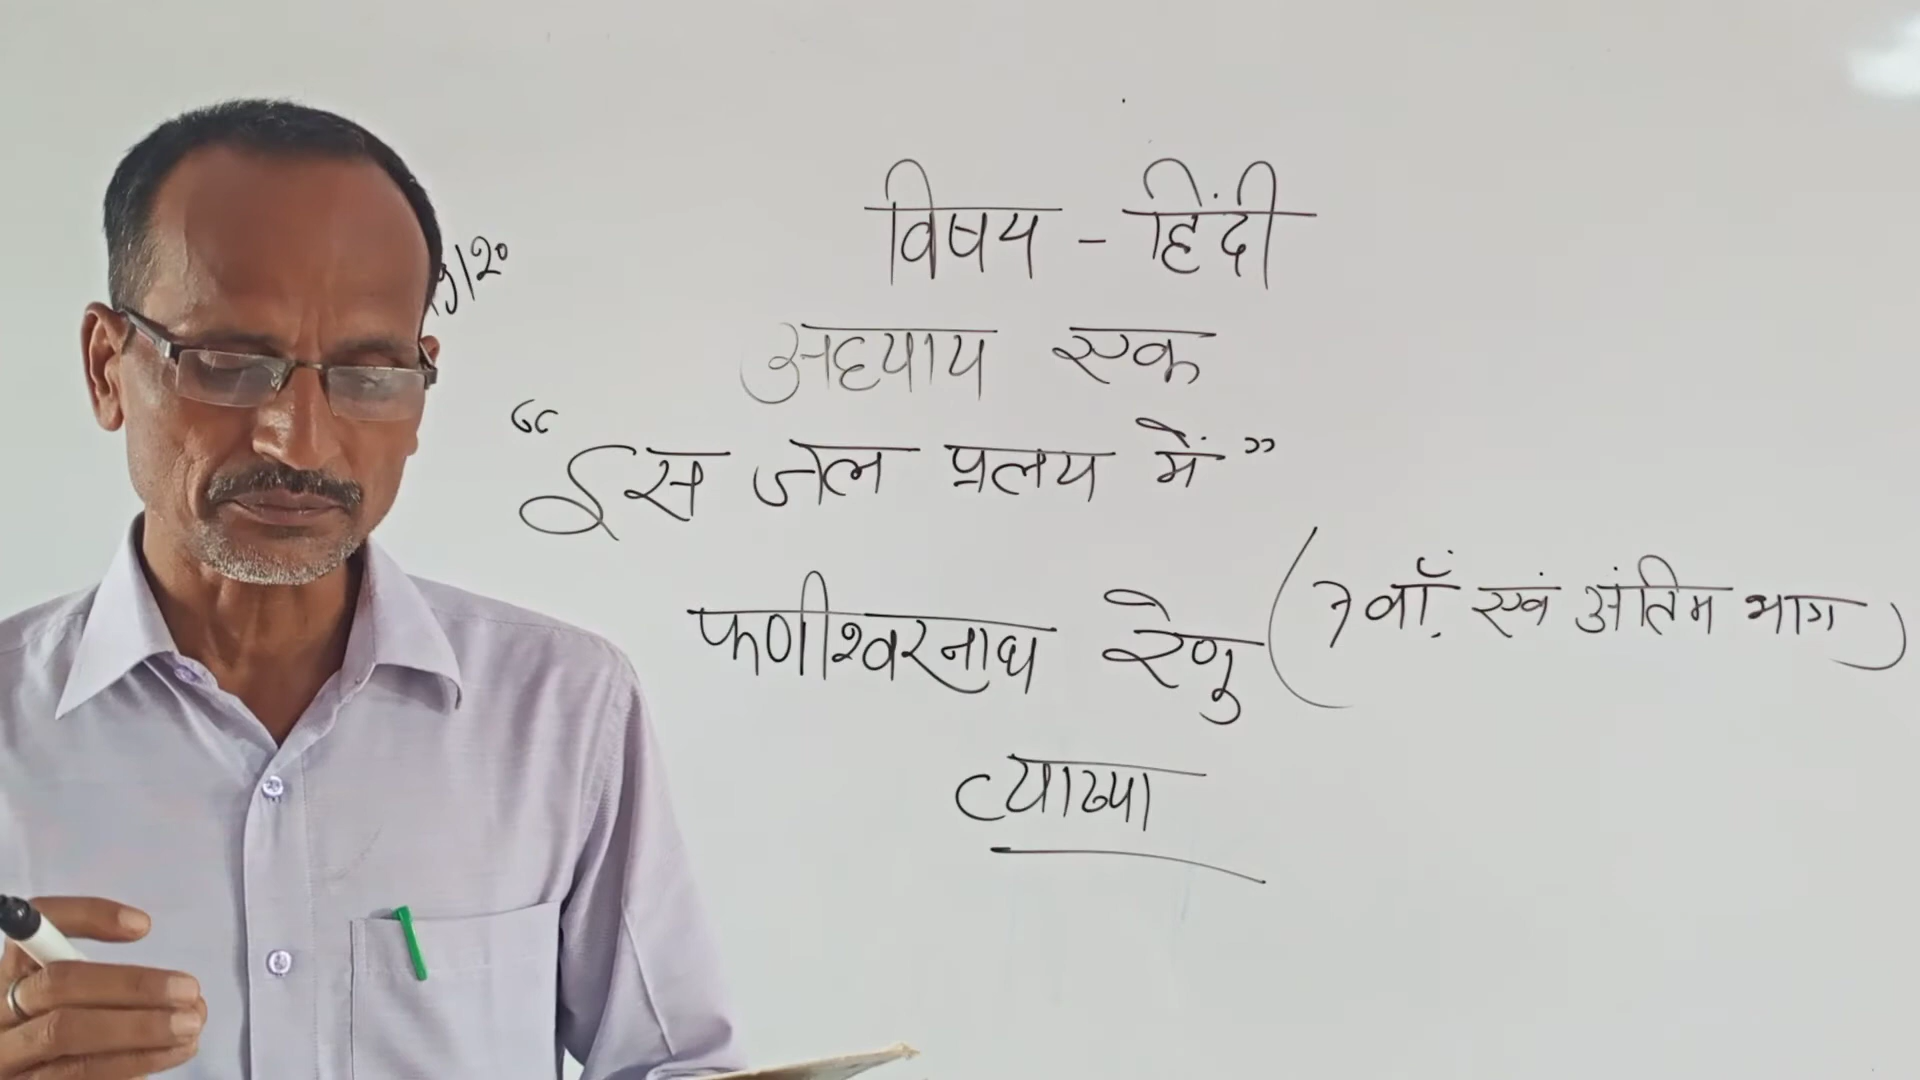 विषय - हिंदी
अध्याय एक
“इस जल प्रलय में”
फणीश्वरनाथ रेणु (7वाँ. एवं अंतिम भाग)
व्याख्या